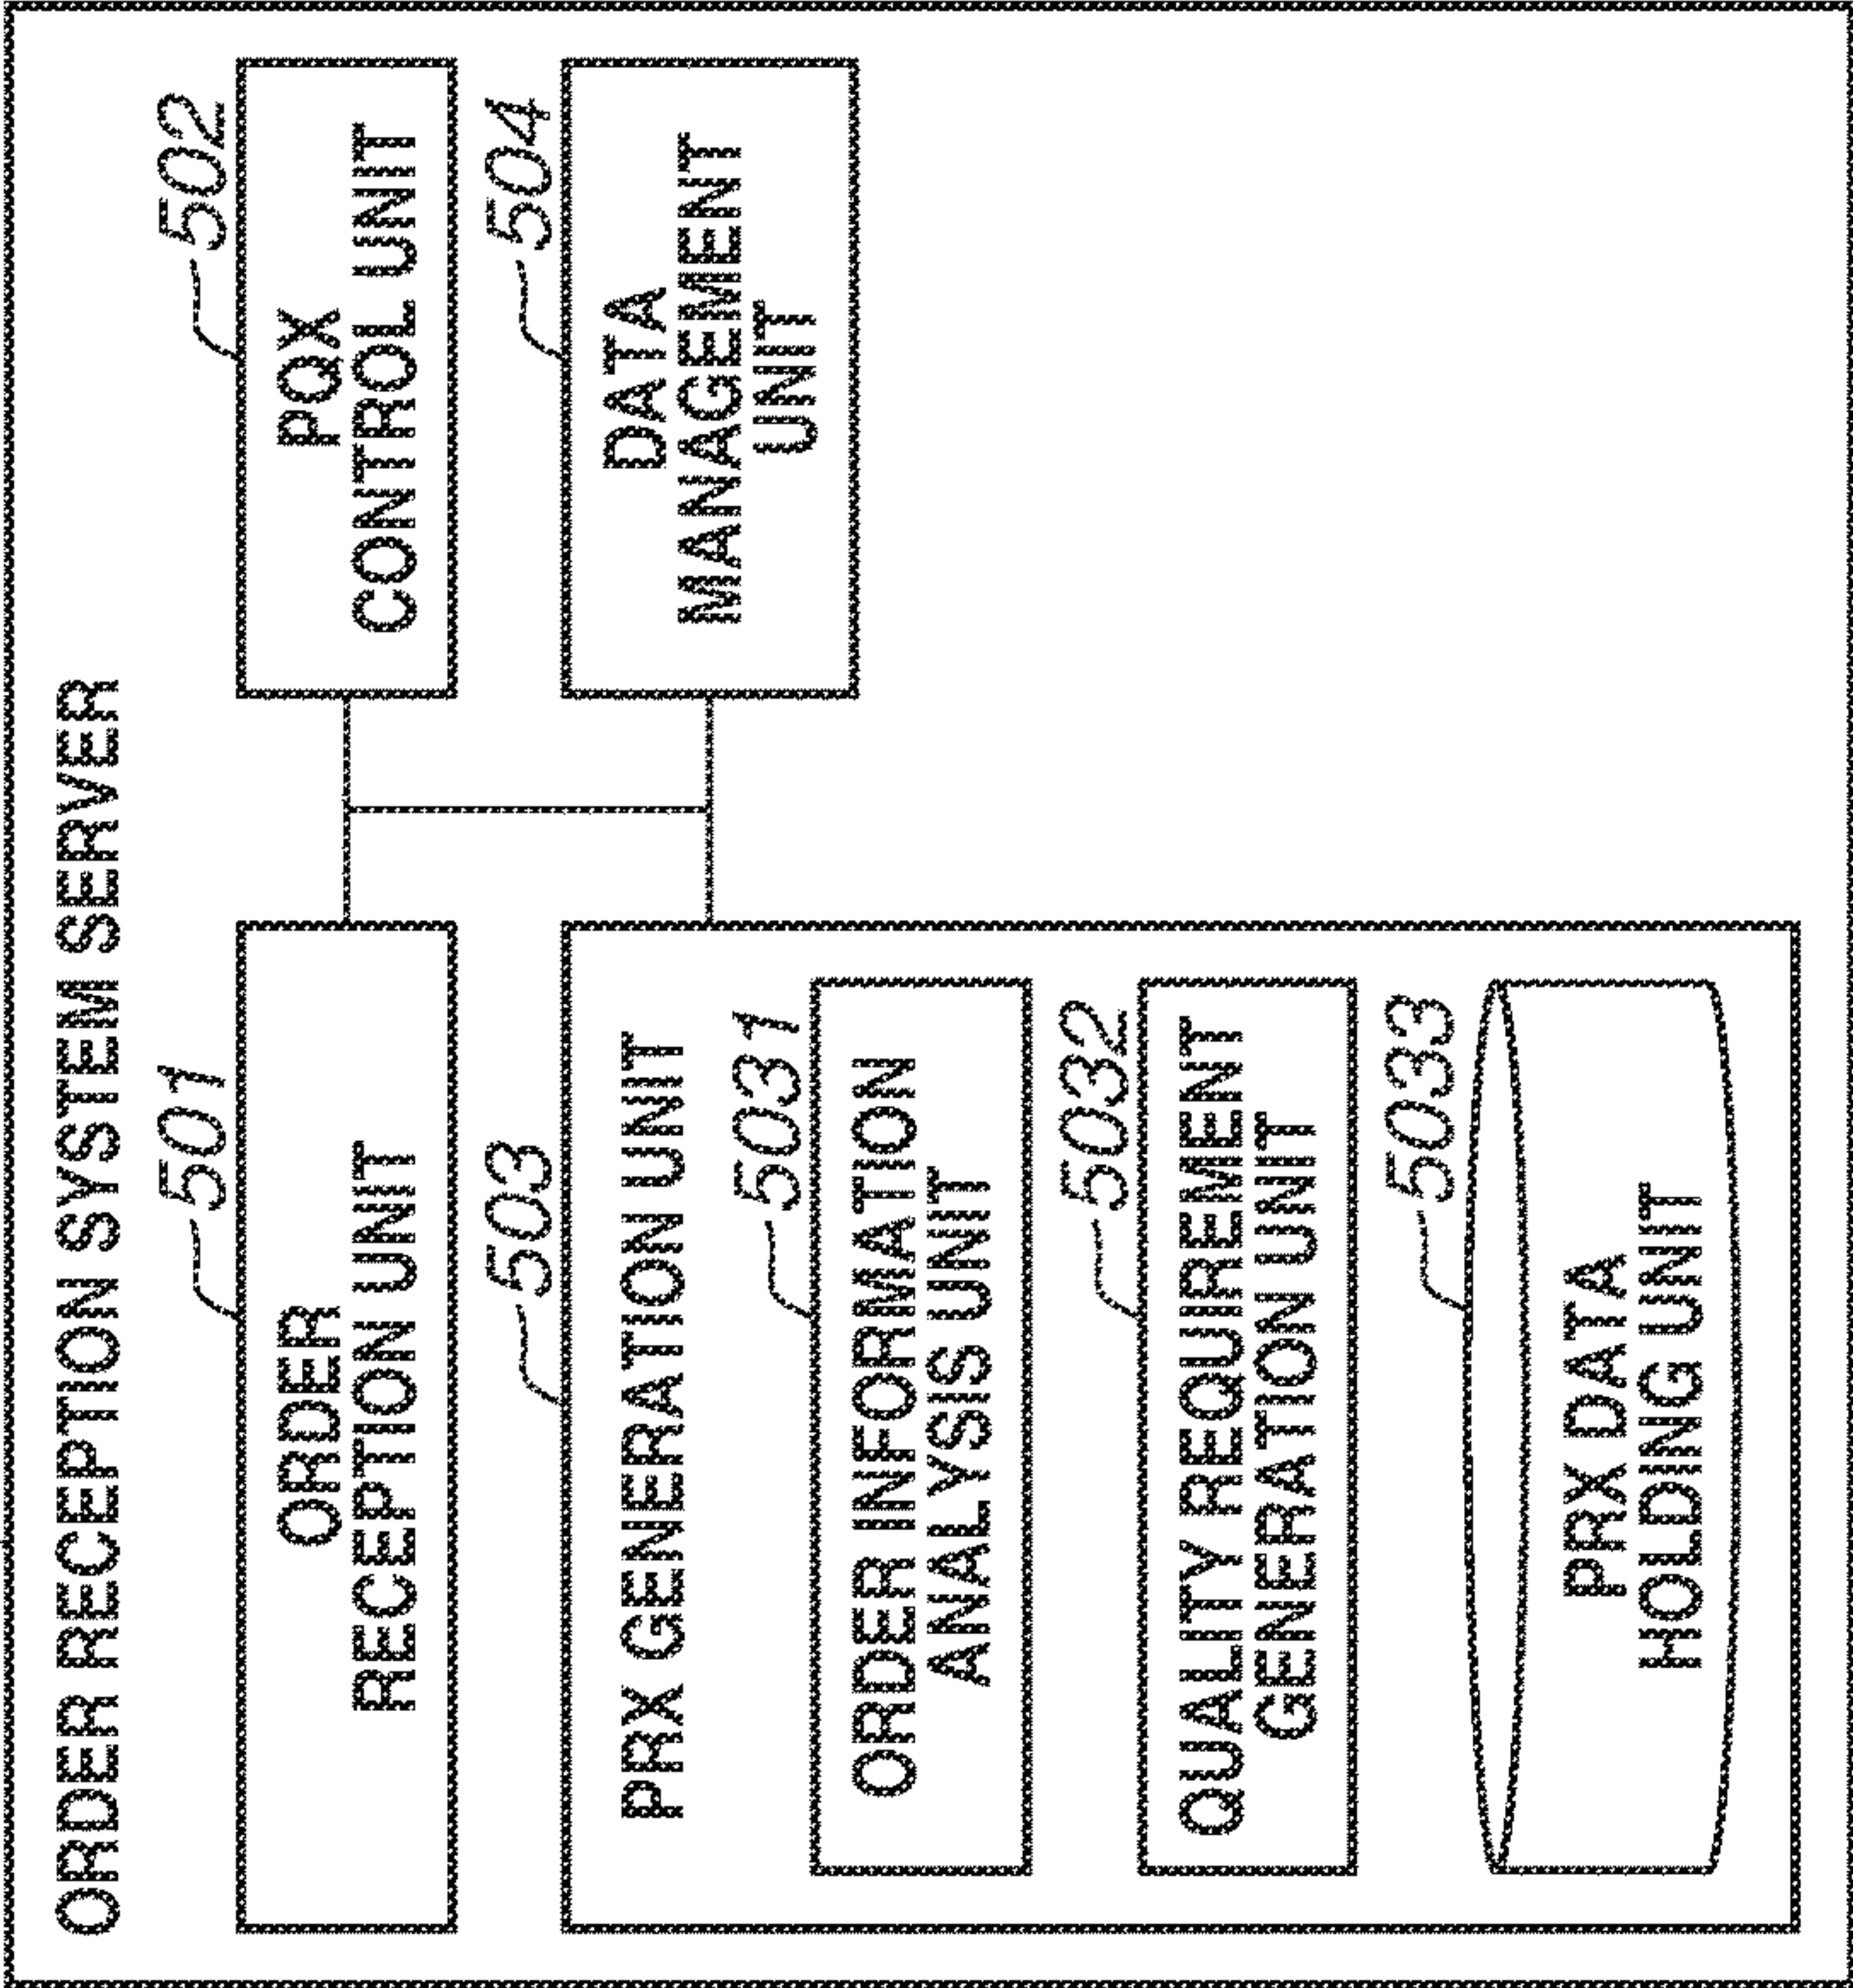 ORDER RECEPTION SYSTEM SERVER
501
ORDER
RECEPTION UNIT
502
PQX
CONTROL UNIT
503
PRX GENERATION UNIT
5031
ORDER INFORMATION
ANALYSIS UNIT
5032
QUALITY REQUIREMENT
GENERATION UNIT
5033
PRX DATA
HOLDING UNIT
504
DATA
MANAGEMENT
UNIT